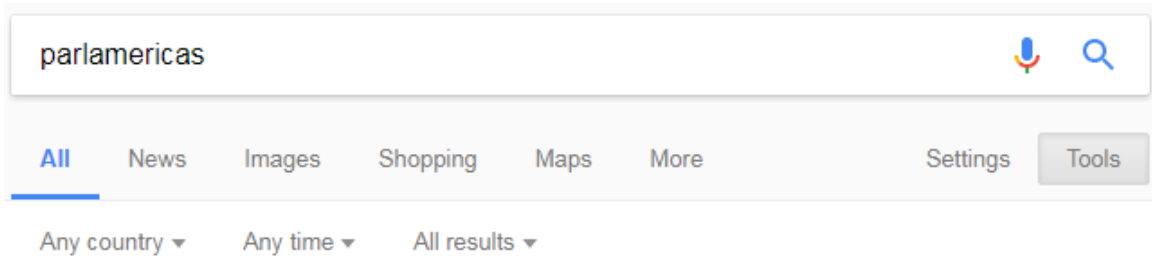 parlamericas
All News Images Shopping Maps More Settings Tools
Any country Any time All results